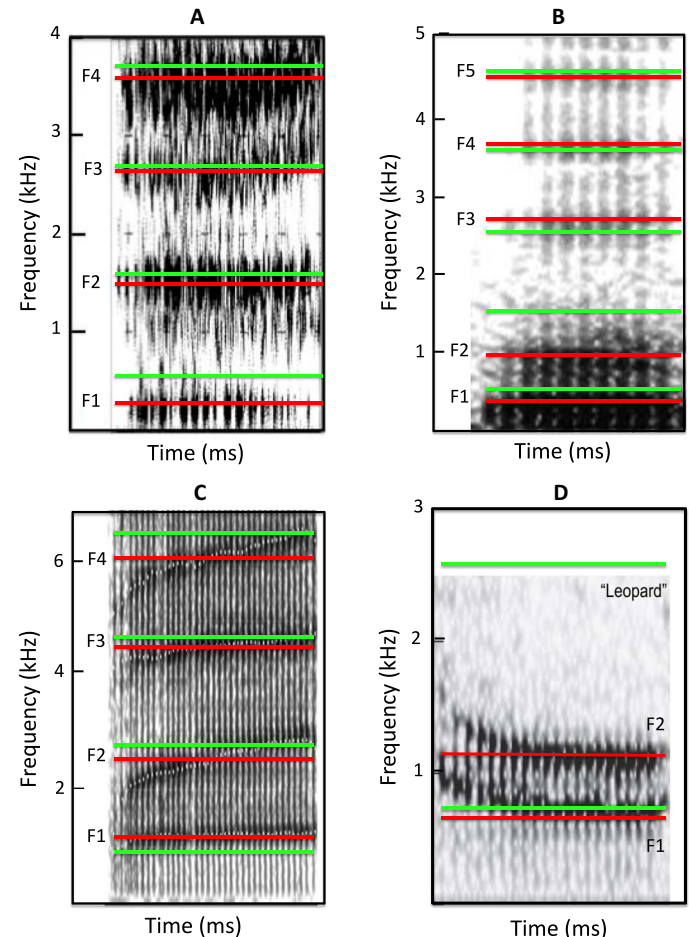 A
4
F4
3
F3
2
F2
1
F1
Frequency (kHz)
Time (ms)
B
5
F5
4
F4
3
F3
2
F2
1
F1
Frequency (kHz)
Time (ms)
C
6
F4
F3
4
F2
2
F1
Frequency (kHz)
Time (ms)
D
3
"Leopard"
2
F2
1
F1
Frequency (kHz)
Time (ms)